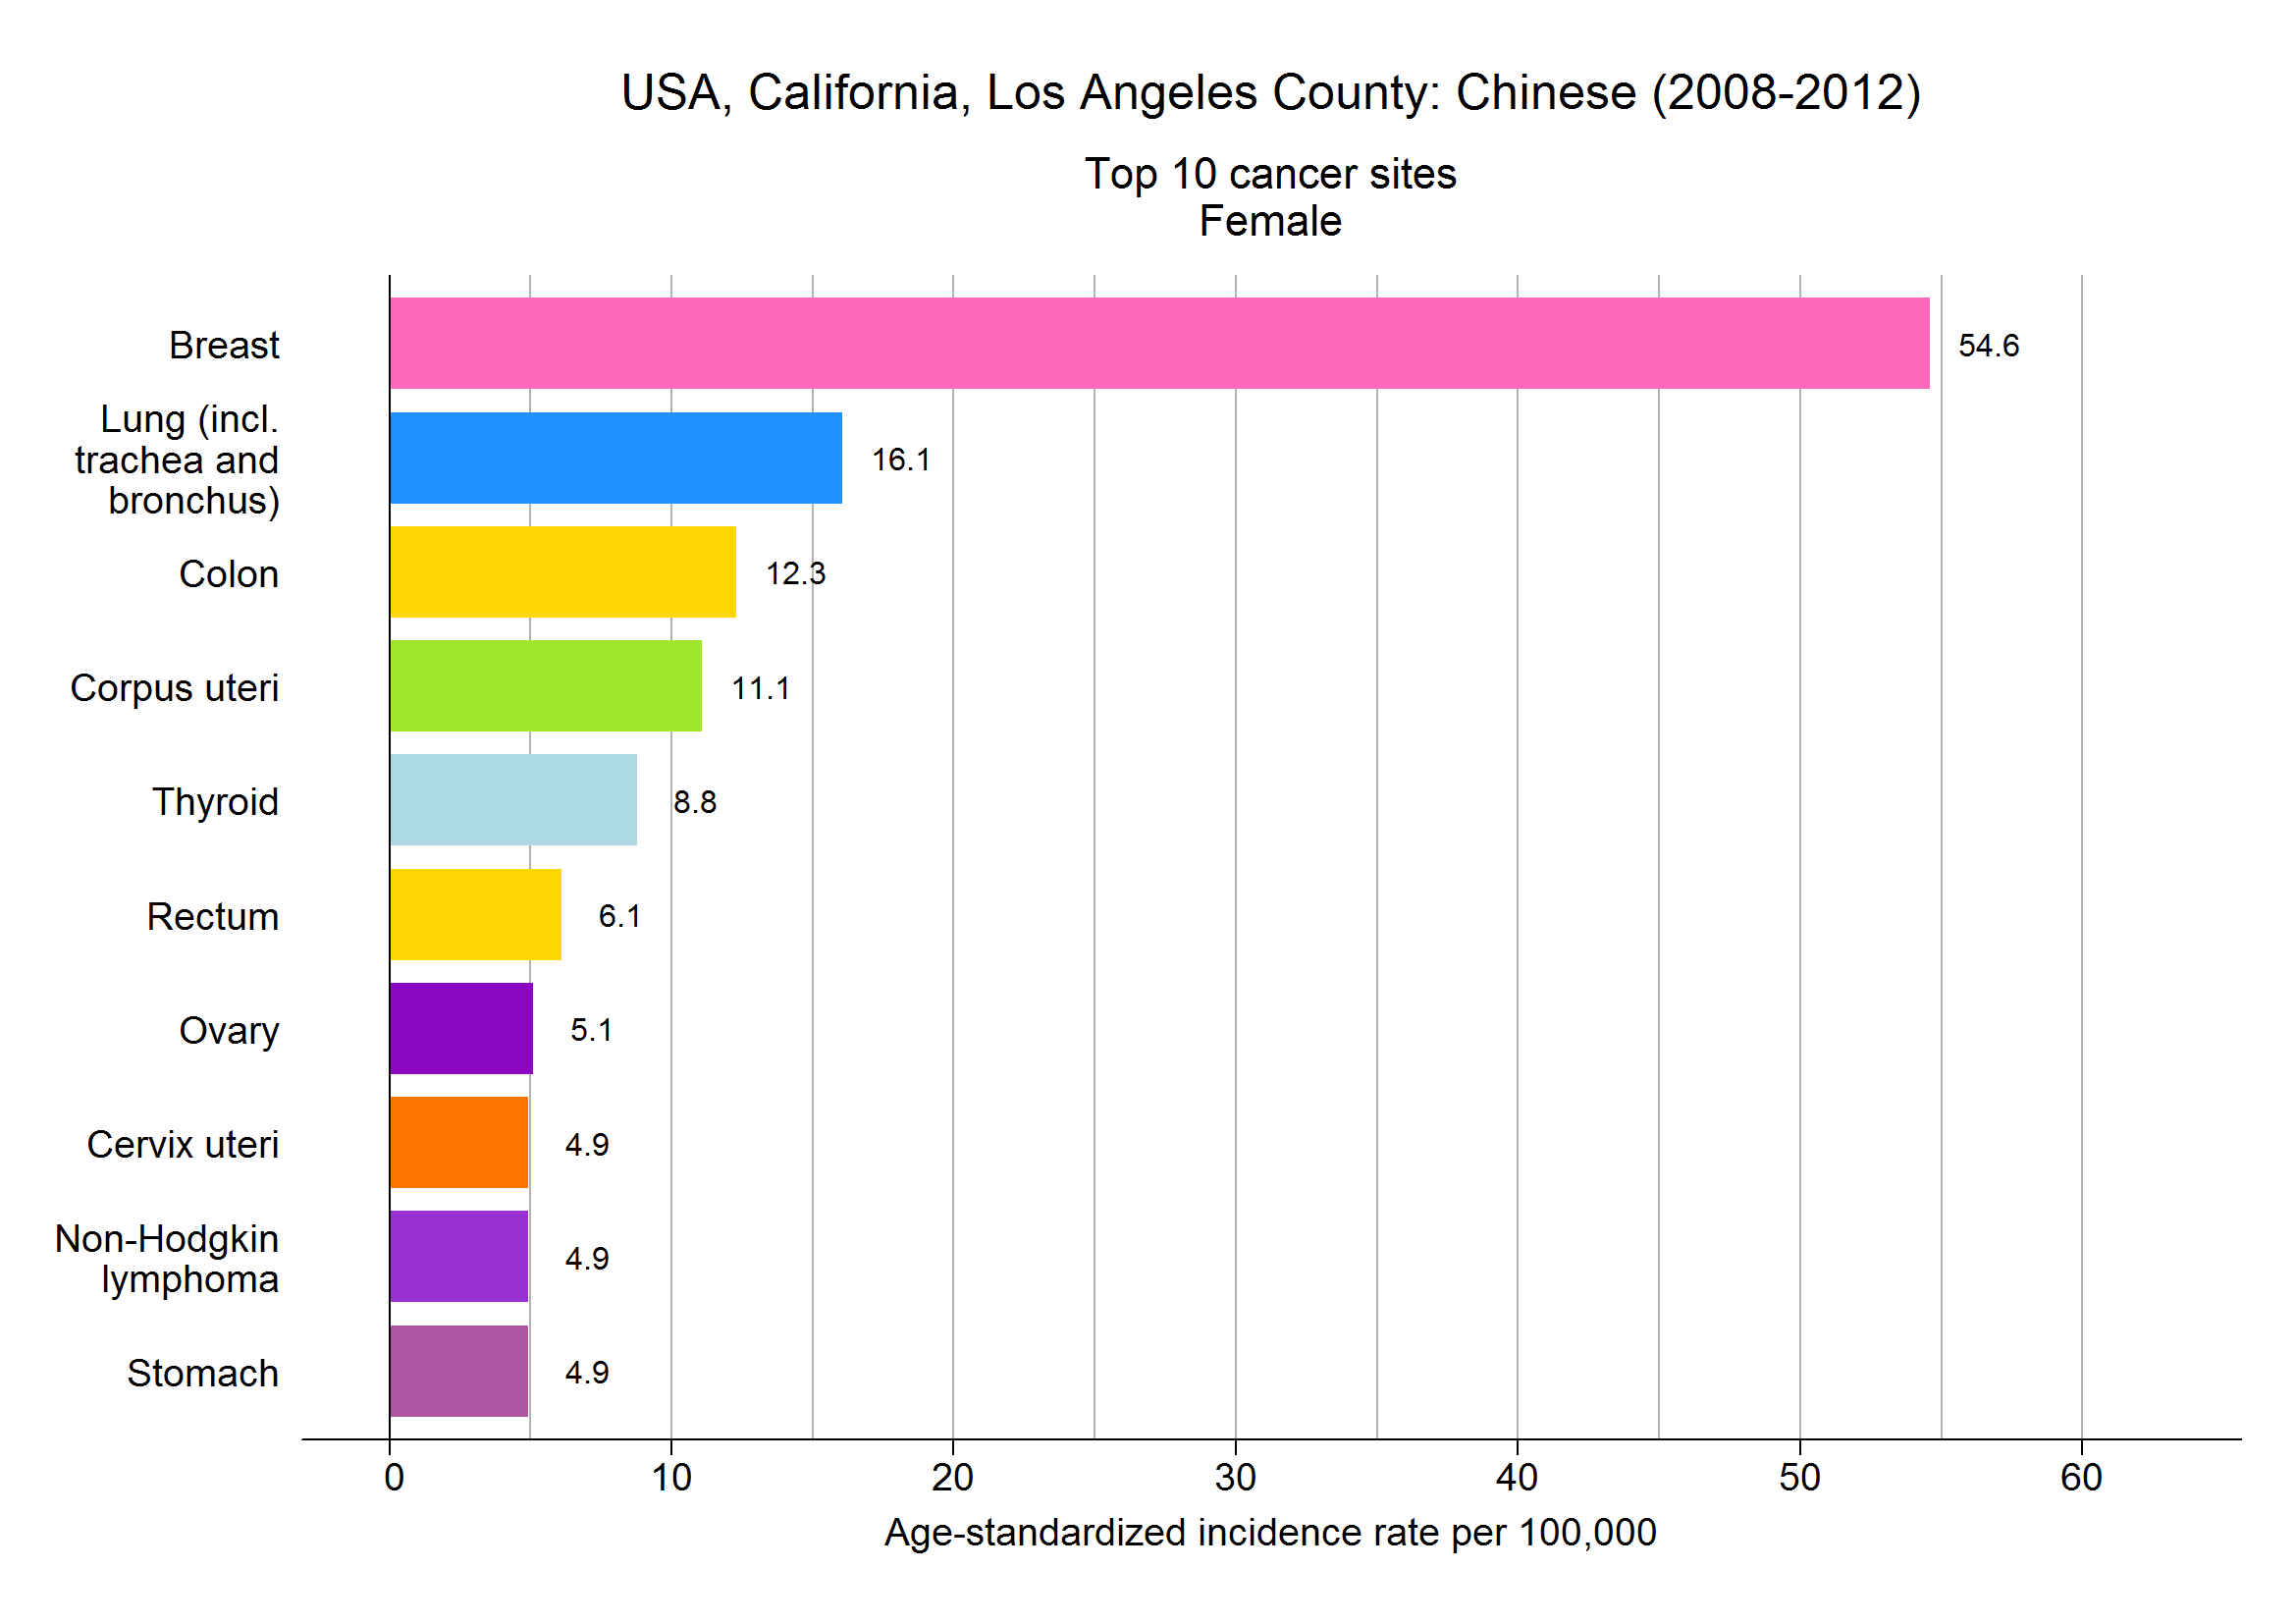 USA, California, Los Angeles County: Chinese (2008-2012)
Top 10 cancer sites
Female
Breast
54.6
Lung (incl.
trachea and
bronchus)
16.1
Colon
12.3
Corpus uteri
11.1
Thyroid
8.8
Rectum
6.1
Ovary
5.1
Cervix uteri
4.9
Non-Hodgkin
lymphoma
4.9
Stomach
4.9
0 10 20 30 40 50 60
Age-standardized incidence rate per 100,000